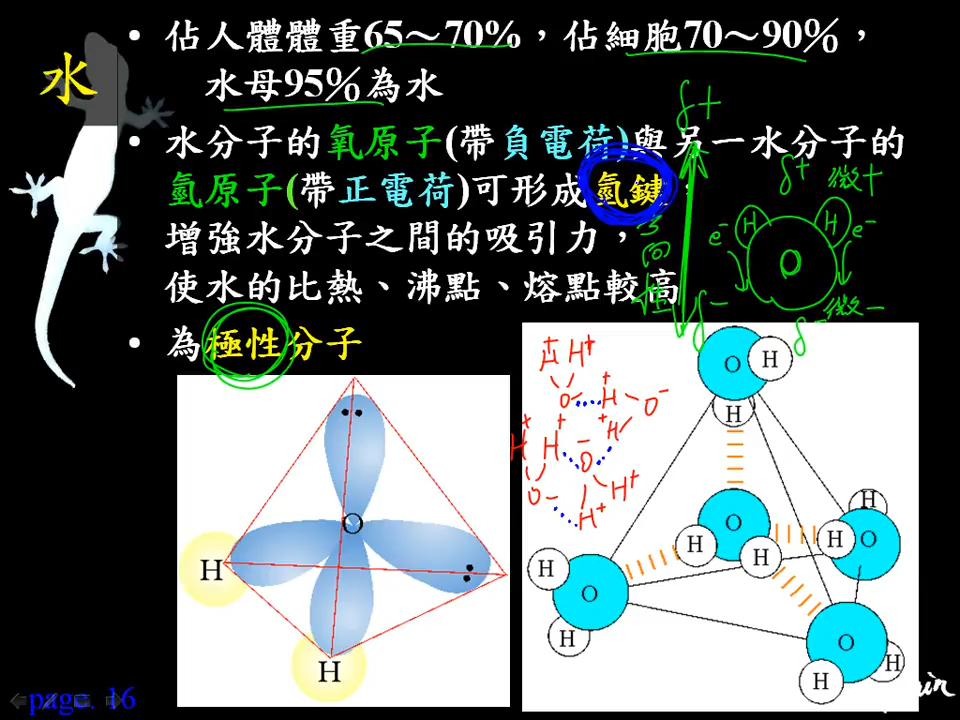 水
• 佔人體體重65～70%，佔細胞70～90%，
水母95%為水
• 水分子的氧原子(帶負電荷)與另一水分子的
氫原子(帶正電荷)可形成氫鍵，
增強水分子之間的吸引力，
使水的比熱、沸點、熔點較高
• 為極性分子
δ+
δ-
δ+ 微+
e- H H e-
O
δ- 微-
H+
O H+ O-
H+ H+ H+
O- O- H+
H+
O
H
H
O H
H
O
H H
H
O
H
H
O
H
O
H
H
page. 16